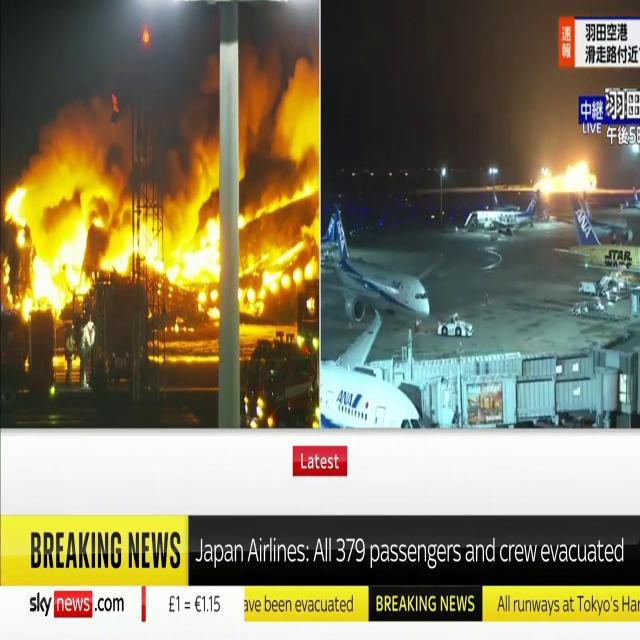 速報
羽田空港
滑走路付近
中継
LIVE
羽田
午後5
ANA
STAR
WARS
ANA
Latest
BREAKING NEWS
Japan Airlines: All 379 passengers and crew evacuated
sky news .com
£1 = €1.15
ave been evacuated
BREAKING NEWS
All runways at Tokyo's Har